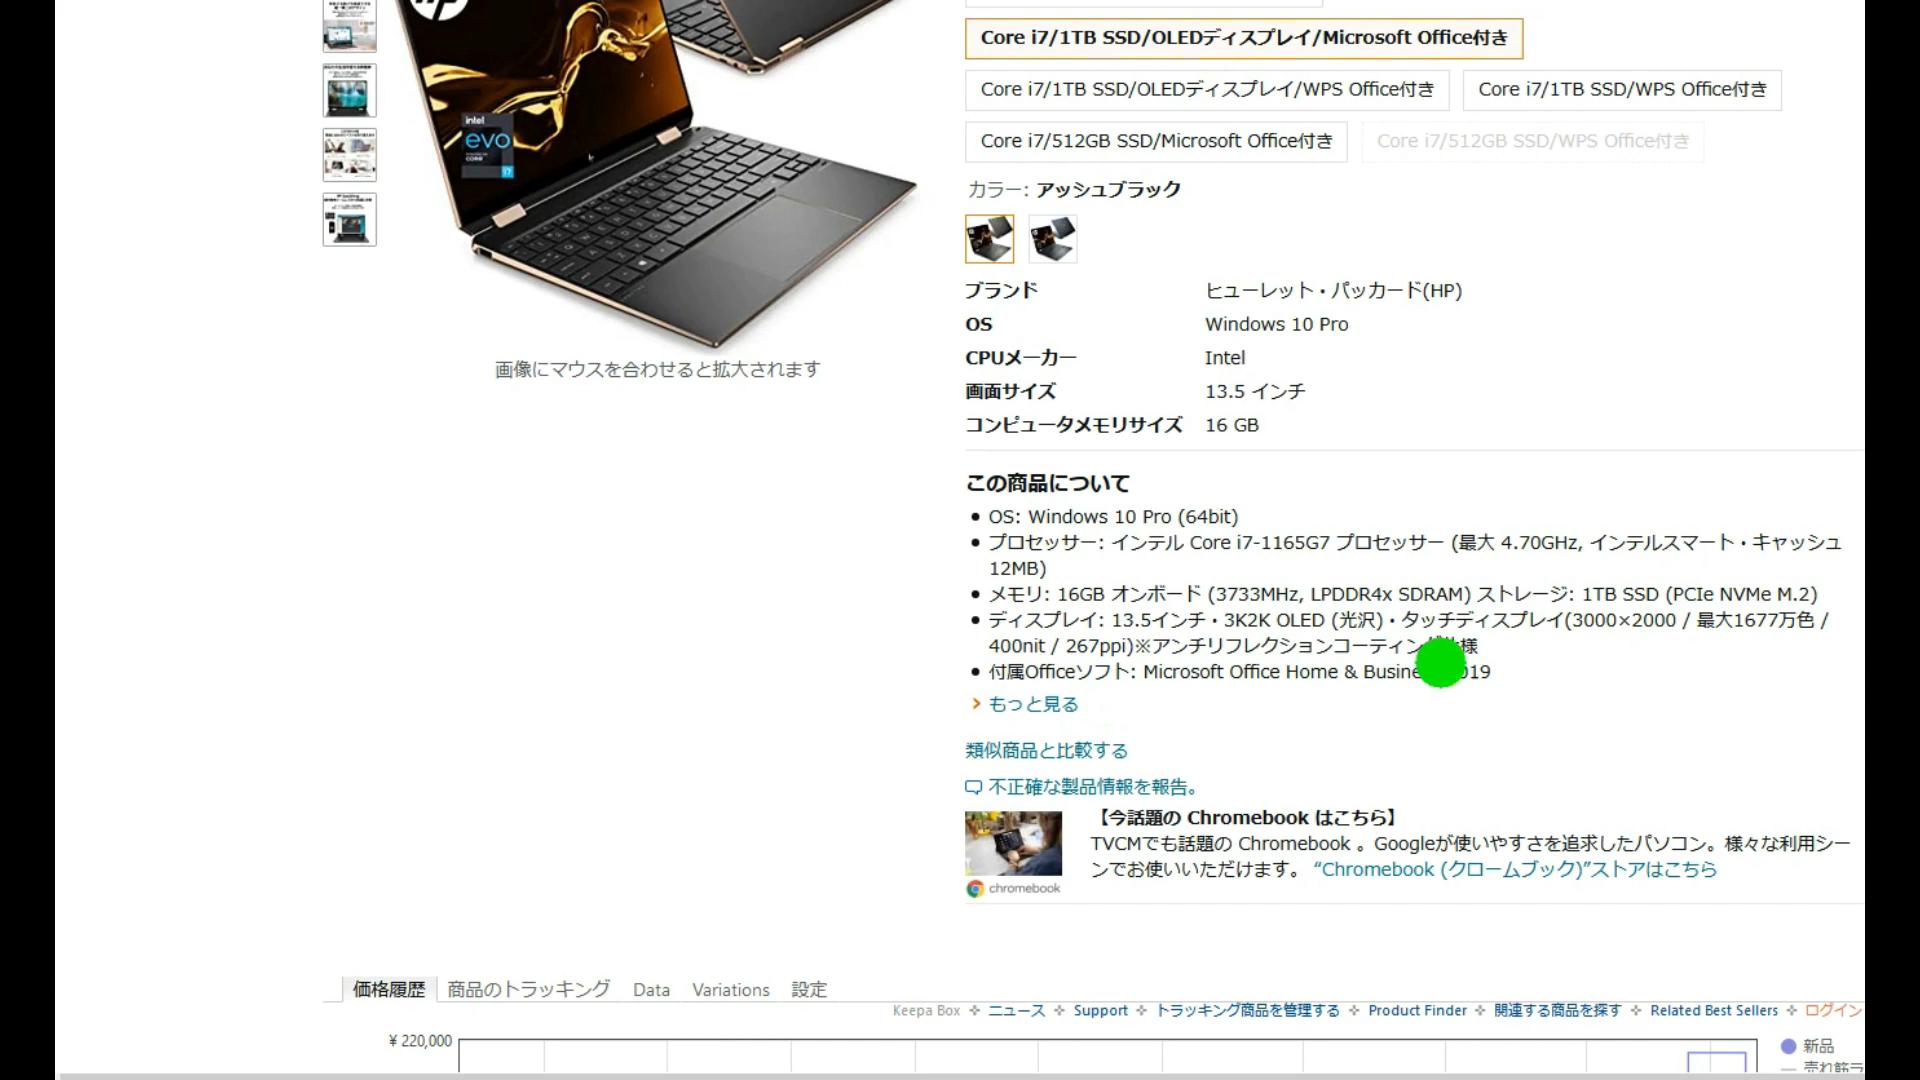 Core i7/1TB SSD/OLEDディスプレイ/Microsoft Office付き
Core i7/1TB SSD/OLEDディスプレイ/WPS Office付き
Core i7/1TB SSD/WPS Office付き
Core i7/512GB SSD/Microsoft Office付き
Core i7/512GB SSD/WPS Office付き
intel
evo
CORE
i7
画像にマウスを合わせると拡大されます
カラー: アッシュブラック
ブランド ヒューレット・パッカード(HP)
OS Windows 10 Pro
CPUメーカー Intel
画面サイズ 13.5 インチ
コンピュータメモリサイズ 16 GB
この商品について
● OS: Windows 10 Pro (64bit)
● プロセッサー: インテル Core i7-1165G7 プロセッサー (最大 4.70GHz, インテルスマート・キャッシュ
12MB)
● メモリ: 16GB オンボード (3733MHz, LPDDR4x SDRAM) ストレージ: 1TB SSD (PCIe NVMe M.2)
● ディスプレイ: 13.5インチ・3K2K OLED (光沢)・タッチディスプレイ(3000×2000 / 最大1677万色 /
400nit / 267ppi)※アンチリフレクションコーティング仕様
● 付属Officeソフト: Microsoft Office Home & Busine 19
› もっと見る
類似商品と比較する
不正確な製品情報を報告。
【今話題の Chromebook はこちら】
TVCMでも話題の Chromebook 。Googleが使いやすさを追求したパソコン。様々な利用シー
ンでお使いいただけます。 “Chromebook (クロームブック)”ストアはこちら
chromebook
価格履歴 商品のトラッキング Data Variations 設定
Keepa Box ✧ ニュース ✧ Support ✧ トラッキング商品を管理する ✧ Product Finder ✧ 関連する商品を探す ✧ Related Best Sellers ✧ ログイン
¥ 220,000
新品
売れ筋ラ